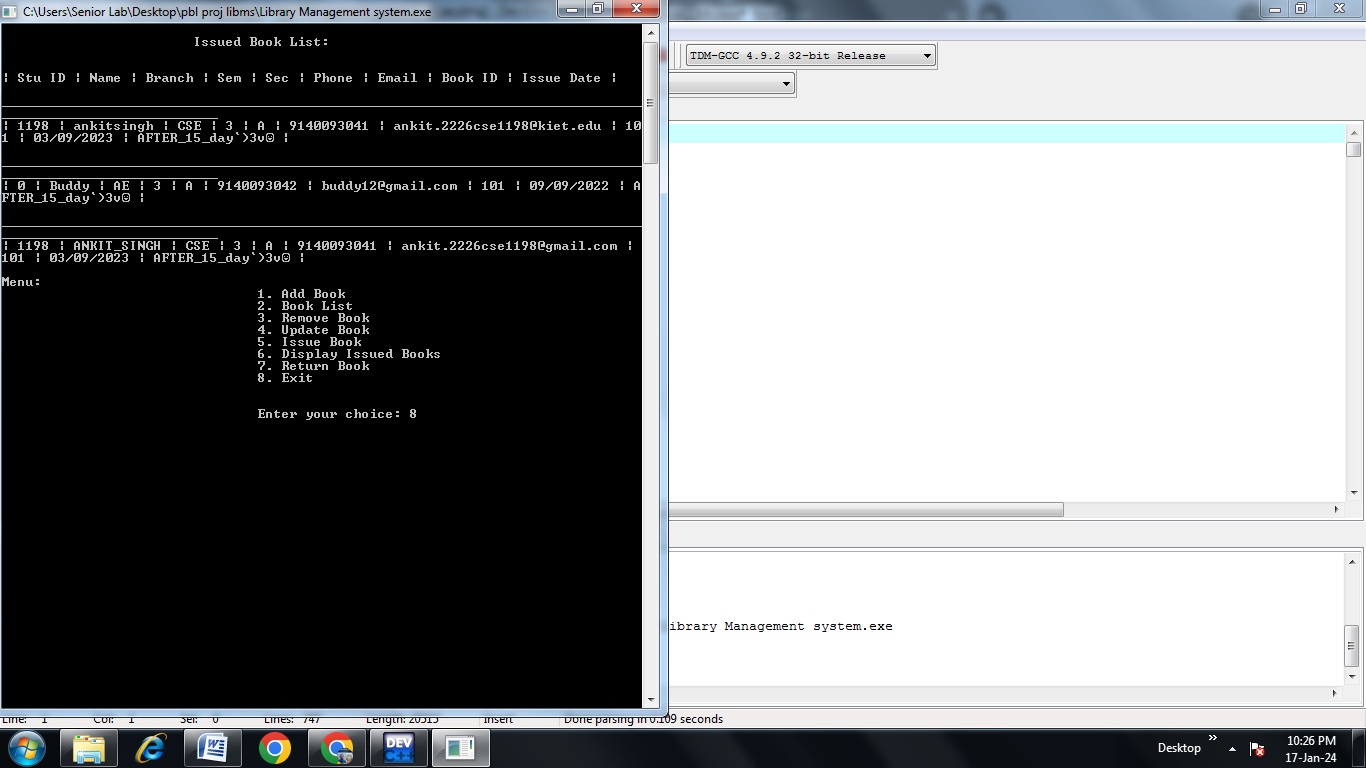 C:\Users\Senior Lab\Desktop\pbl proj libms\Library Management system.exe
Issued Book List:
¦ Stu ID ¦ Name ¦ Branch ¦ Sem ¦ Sec ¦ Phone ¦ Email ¦ Book ID ¦ Issue Date ¦
¦ 1198 ¦ ankitsingh ¦ CSE ¦ 3 ¦ A ¦ 9140093041 ¦ ankit.2226cse1198@kiet.edu ¦ 10
1 ¦ 03/09/2023 ¦ AFTER_15_day`)3v☺ ¦
¦ 0 ¦ Buddy ¦ AE ¦ 3 ¦ A ¦ 9140093042 ¦ buddy12@gmail.com ¦ 101 ¦ 09/09/2022 ¦ A
FTER_15_day`)3v☺ ¦
¦ 1198 ¦ ANKIT_SINGH ¦ CSE ¦ 3 ¦ A ¦ 9140093041 ¦ ankit.2226cse1198@gmail.com ¦
101 ¦ 03/09/2023 ¦ AFTER_15_day`)3v☺ ¦
Menu:
1. Add Book
2. Book List
3. Remove Book
4. Update Book
5. Issue Book
6. Display Issued Books
7. Return Book
8. Exit
Enter your choice: 8
TDM-GCC 4.9.2 32-bit Release
ibrary Management system.exe
Line: 1 Col: 1 Sel: 0 Lines: 747 Length: 20515 Insert Done parsing in 0.109 seconds
DEV
C++
Desktop
10:26 PM
17-Jan-24